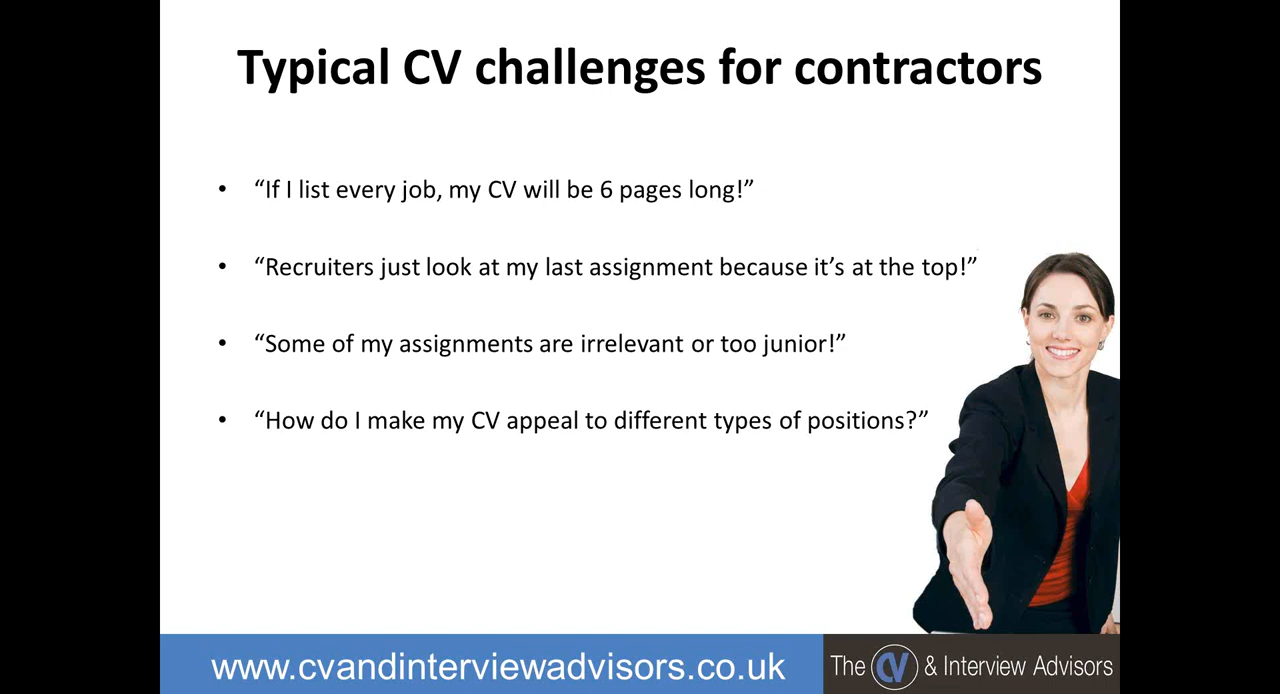 Typical CV challenges for contractors
• “If I list every job, my CV will be 6 pages long!”
• “Recruiters just look at my last assignment because it’s at the top!”
• “Some of my assignments are irrelevant or too junior!”
• “How do I make my CV appeal to different types of positions?”
www.cvandinterviewadvisors.co.uk
The CV & Interview Advisors